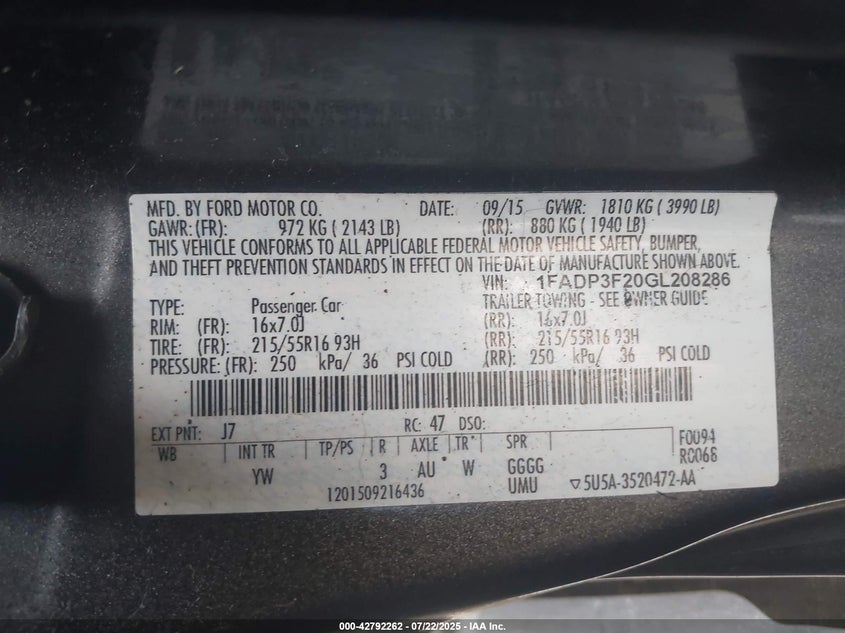 MFD. BY FORD MOTOR CO. DATE: 09/15 GVWR: 1810 KG ( 3990 LB)
GAWR: (FR): 972 KG ( 2143 LB) (RR): 880 KG ( 1940 LB)
THIS VEHICLE CONFORMS TO ALL APPLICABLE FEDERAL MOTOR VEHICLE SAFETY, BUMPER,
AND THEFT PREVENTION STANDARDS IN EFFECT ON THE DATE OF MANUFACTURE SHOWN ABOVE.
VIN: 1FADP3F20GL208286
TYPE: Passenger Car TRAILER TOWING - SEE OWNER GUIDE
RIM: (FR): 16x7.0J (RR): 16x7.0J
TIRE: (FR): 215/55R16 93H (RR): 215/55R16 93H
PRESSURE: (FR): 250 kPa/ 36 PSI COLD (RR): 250 kPa/ 36 PSI COLD
EXT PNT: J7 RC: 47 DSO:
WB INT TR TP/PS R AXLE TR SPR F0094
YW 3 AU W GGGG R0068
1201509216436 UMU ▽5U5A-3520472-AA
000-42792262 - 07/22/2025 - IAA Inc.